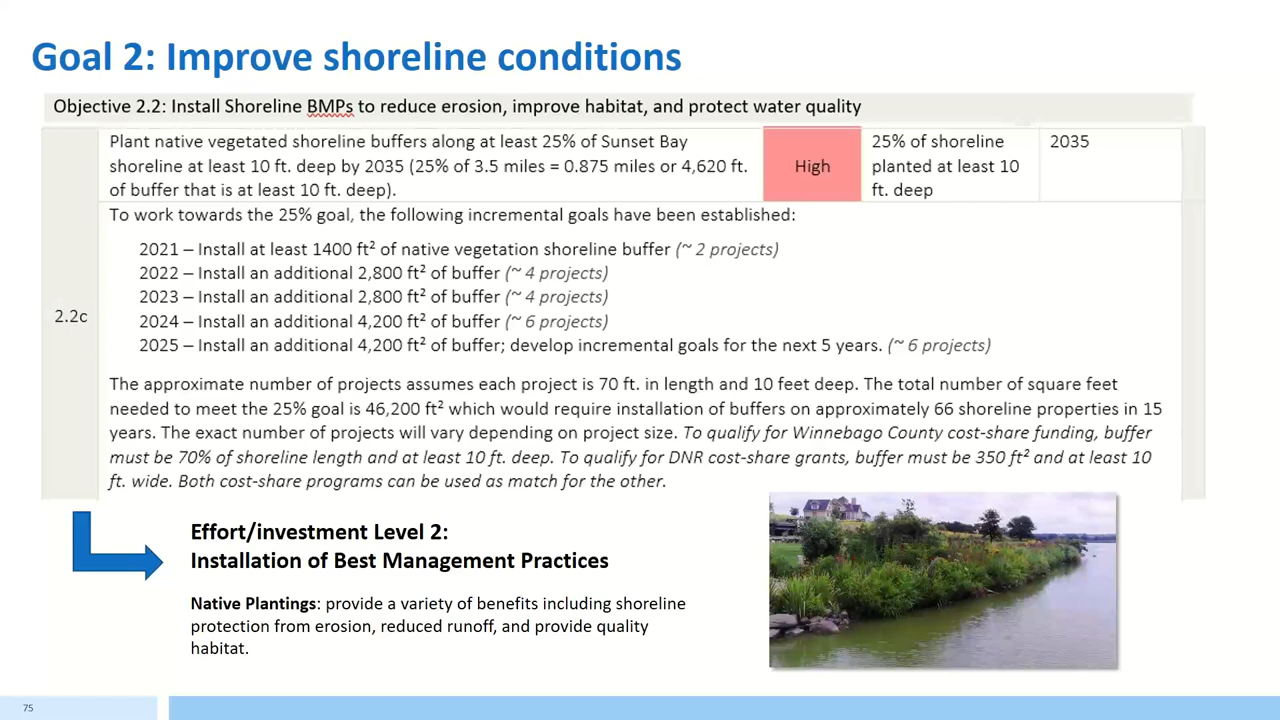 Goal 2: Improve shoreline conditions
Objective 2.2: Install Shoreline BMPs to reduce erosion, improve habitat, and protect water quality
Plant native vegetated shoreline buffers along at least 25% of Sunset Bay
shoreline at least 10 ft. deep by 2035 (25% of 3.5 miles = 0.875 miles or 4,620 ft.
of buffer that is at least 10 ft. deep).
High
25% of shoreline
planted at least 10
ft. deep
2035
2.2c
To work towards the 25% goal, the following incremental goals have been established:
2021 – Install at least 1400 ft² of native vegetation shoreline buffer (~ 2 projects)
2022 – Install an additional 2,800 ft² of buffer (~ 4 projects)
2023 – Install an additional 2,800 ft² of buffer (~ 4 projects)
2024 – Install an additional 4,200 ft² of buffer (~ 6 projects)
2025 – Install an additional 4,200 ft² of buffer; develop incremental goals for the next 5 years. (~ 6 projects)
The approximate number of projects assumes each project is 70 ft. in length and 10 feet deep. The total number of square feet
needed to meet the 25% goal is 46,200 ft² which would require installation of buffers on approximately 66 shoreline properties in 15
years. The exact number of projects will vary depending on project size. To qualify for Winnebago County cost-share funding, buffer
must be 70% of shoreline length and at least 10 ft. deep. To qualify for DNR cost-share grants, buffer must be 350 ft² and at least 10
ft. wide. Both cost-share programs can be used as match for the other.
Effort/investment Level 2:
Installation of Best Management Practices
Native Plantings: provide a variety of benefits including shoreline
protection from erosion, reduced runoff, and provide quality
habitat.
75